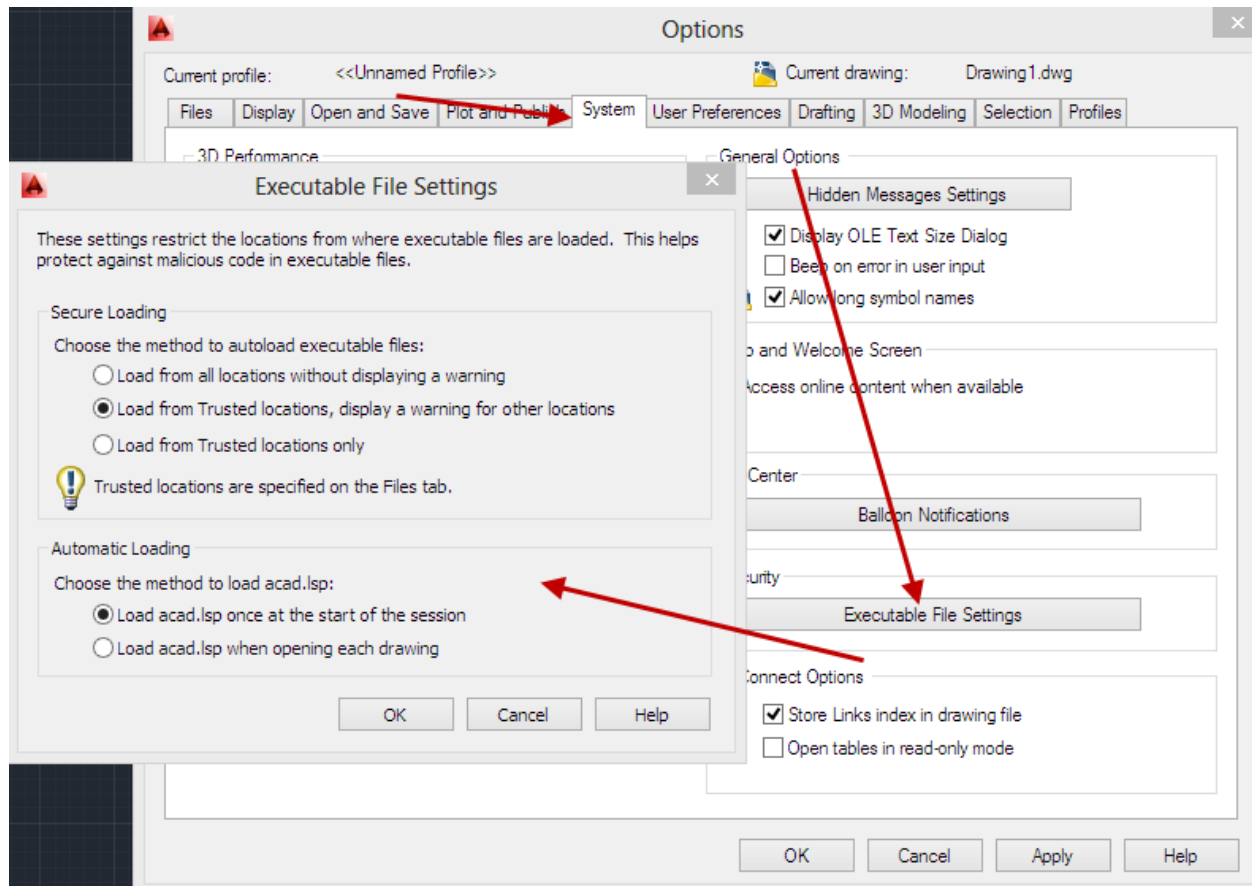 Options
Current profile: <<Unnamed Profile>> Current drawing: Drawing1.dwg
Files Display Open and Save Plot and Publish System User Preferences Drafting 3D Modeling Selection Profiles
3D Performance
General Options
Hidden Messages Settings
Display OLE Text Size Dialog
Beep on error in user input
Allow long symbol names
and Welcome Screen
Access online content when available
Center
Balloon Notifications
Executable File Settings
Connect Options
Store Links index in drawing file
Open tables in read-only mode
OK Cancel Apply Help
Executable File Settings
These settings restrict the locations from where executable files are loaded. This helps
protect against malicious code in executable files.
Secure Loading
Choose the method to autoload executable files:
Load from all locations without displaying a warning
Load from Trusted locations, display a warning for other locations
Load from Trusted locations only
Trusted locations are specified on the Files tab.
Automatic Loading
Choose the method to load acad.lsp:
Load acad.lsp once at the start of the session
Load acad.lsp when opening each drawing
OK Cancel Help